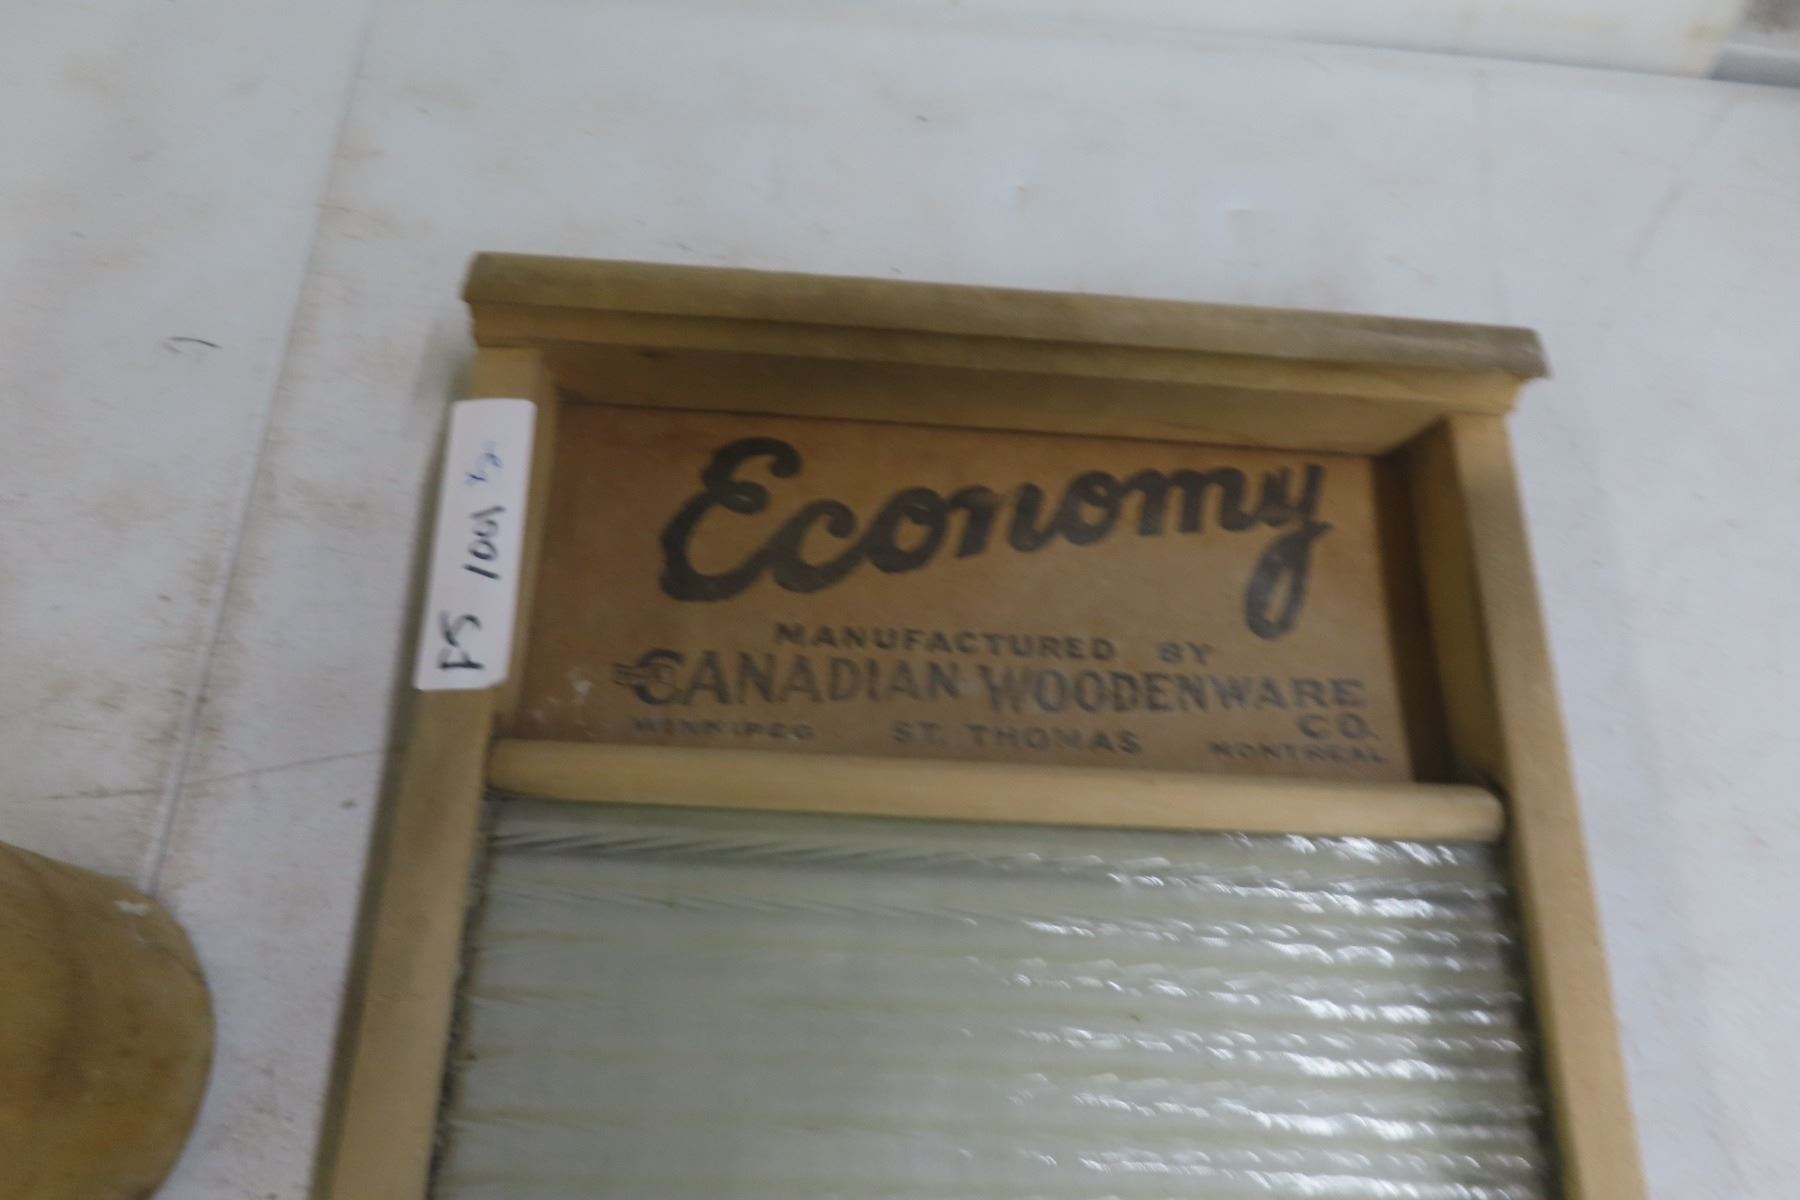 Economy
MANUFACTURED BY
CANADIAN WOODENWARE
CO.
WINNIPEG ST. THOMAS MONTREAL